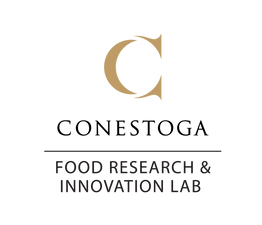 C
CONESTOGA
FOOD RESEARCH &
INNOVATION LAB